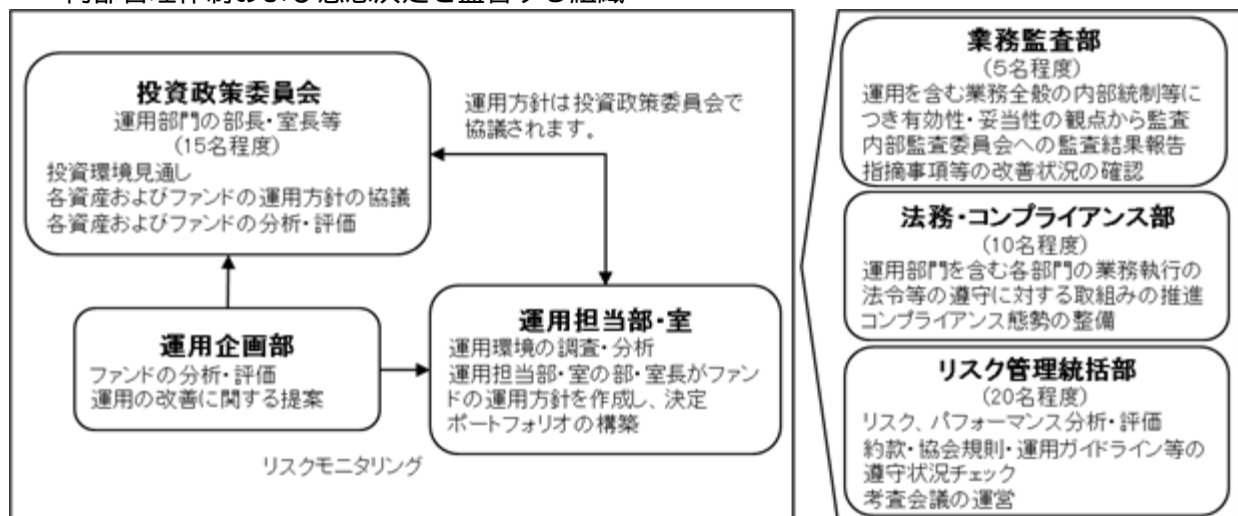 内部管理体制および意思決定を監督する組織
投資政策委員会
運用部門の部長・室長等
(15名程度)
投資環境見通し
各資産およびファンドの運用方針の協議
各資産およびファンドの分析・評価
運用方針は投資政策委員会で
協議されます。
運用企画部
ファンドの分析・評価
運用の改善に関する提案
運用担当部・室
運用環境の調査・分析
運用担当部・室の部・室長がファン
ドの運用方針を作成し、決定
ポートフォリオの構築
リスクモニタリング
業務監査部
(5名程度)
運用を含む業務全般の内部統制等に
つき有効性・妥当性の観点から監査
内部監査委員会への監査結果報告
指摘事項等の改善状況の確認
法務・コンプライアンス部
(10名程度)
運用部門を含む各部門の業務執行の
法令等の遵守に対する取組みの推進
コンプライアンス態勢の整備
リスク管理統括部
(20名程度)
リスク、パフォーマンス分析・評価
約款・協会規則・運用ガイドライン等の
遵守状況チェック
考査会議の運営